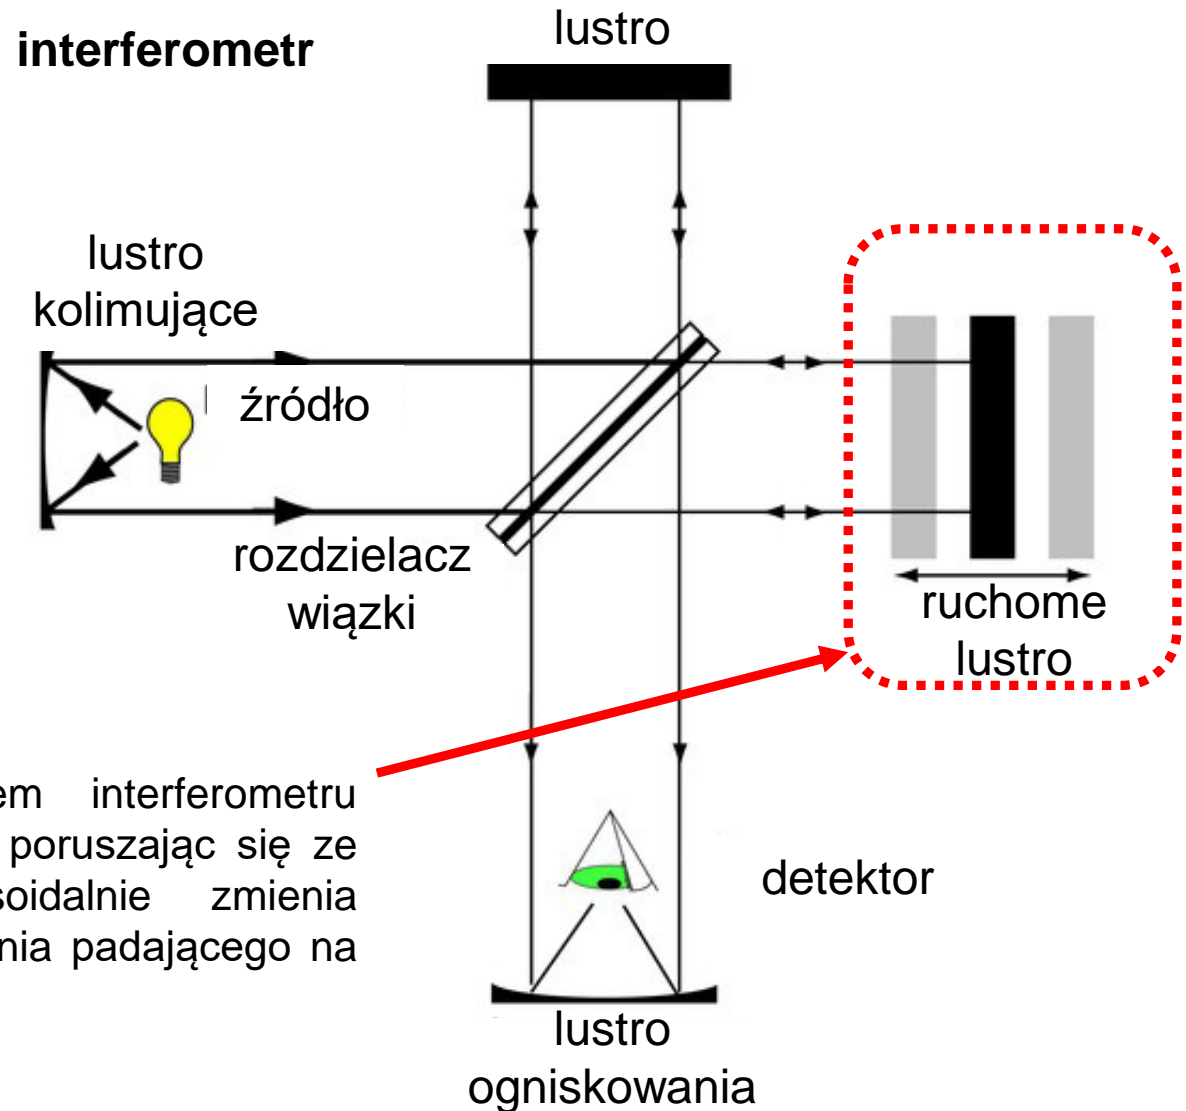 interferometr
lustro
lustro
kolimujące
źródło
rozdzielacz
wiązki
ruchome
lustro
interferometru
poruszając się ze
zmienia
padającego na
detektor
lustro
ogniskowania